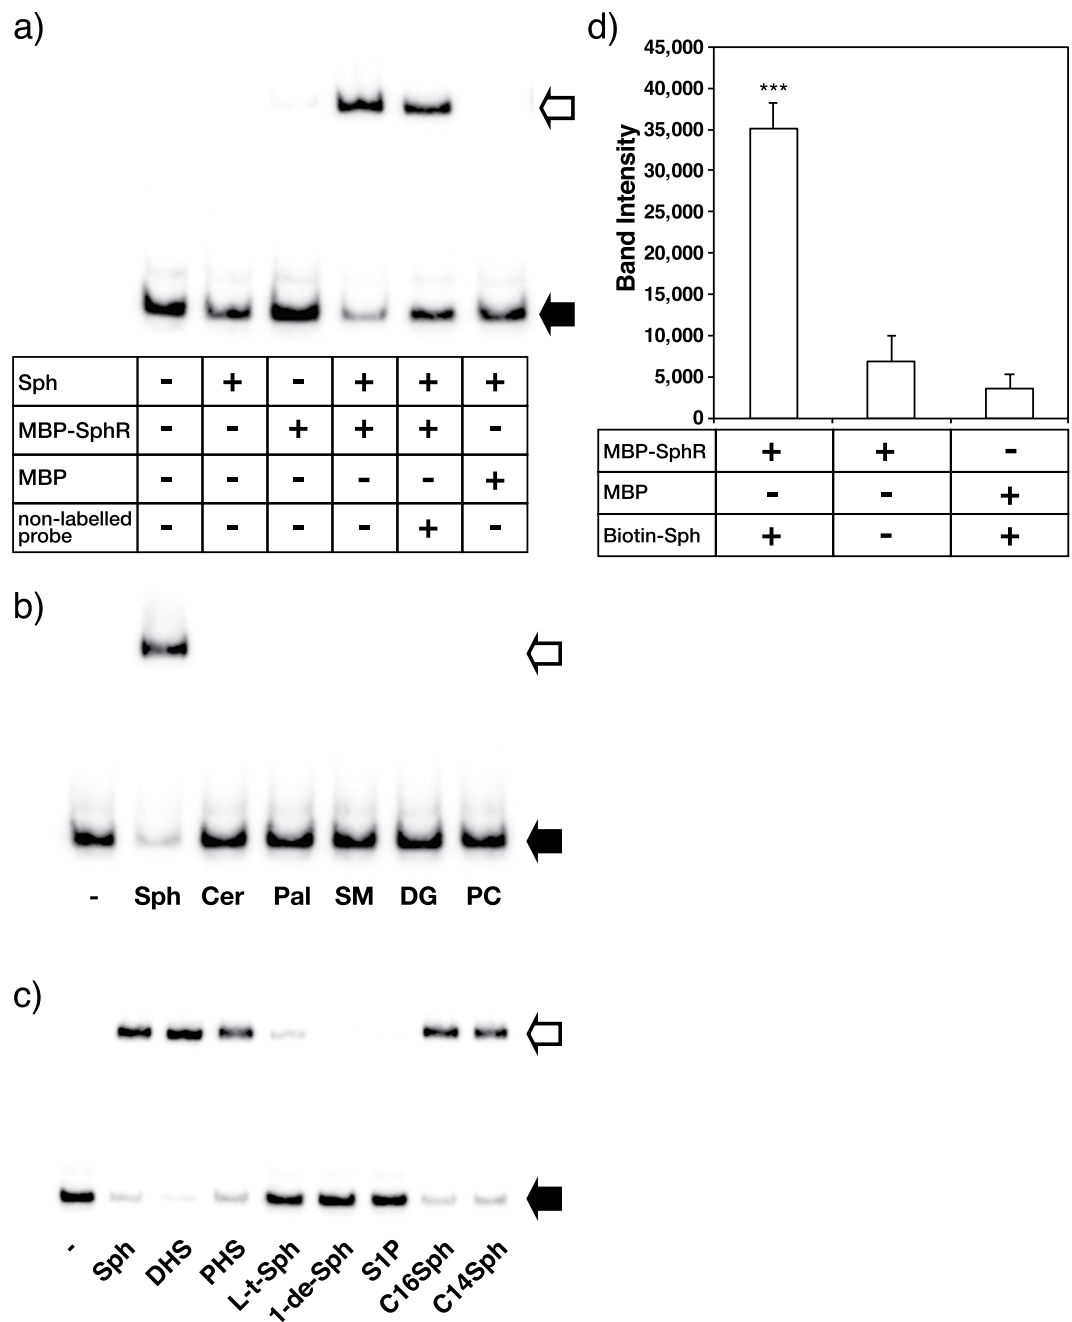 a)
Sph - + - + + +
MBP-SphR - - + + + -
MBP - - - - - +
non-labelled
probe - - - - + -
b)
- Sph Cer Pal SM DG PC
c)
- Sph DHS PHS L-t-Sph 1-de-Sph S1P C16Sph C14Sph
d)
Band Intensity
45,000
40,000
35,000
30,000
25,000
20,000
15,000
10,000
5,000
0
***
MBP-SphR + + -
MBP - - +
Biotin-Sph + - +